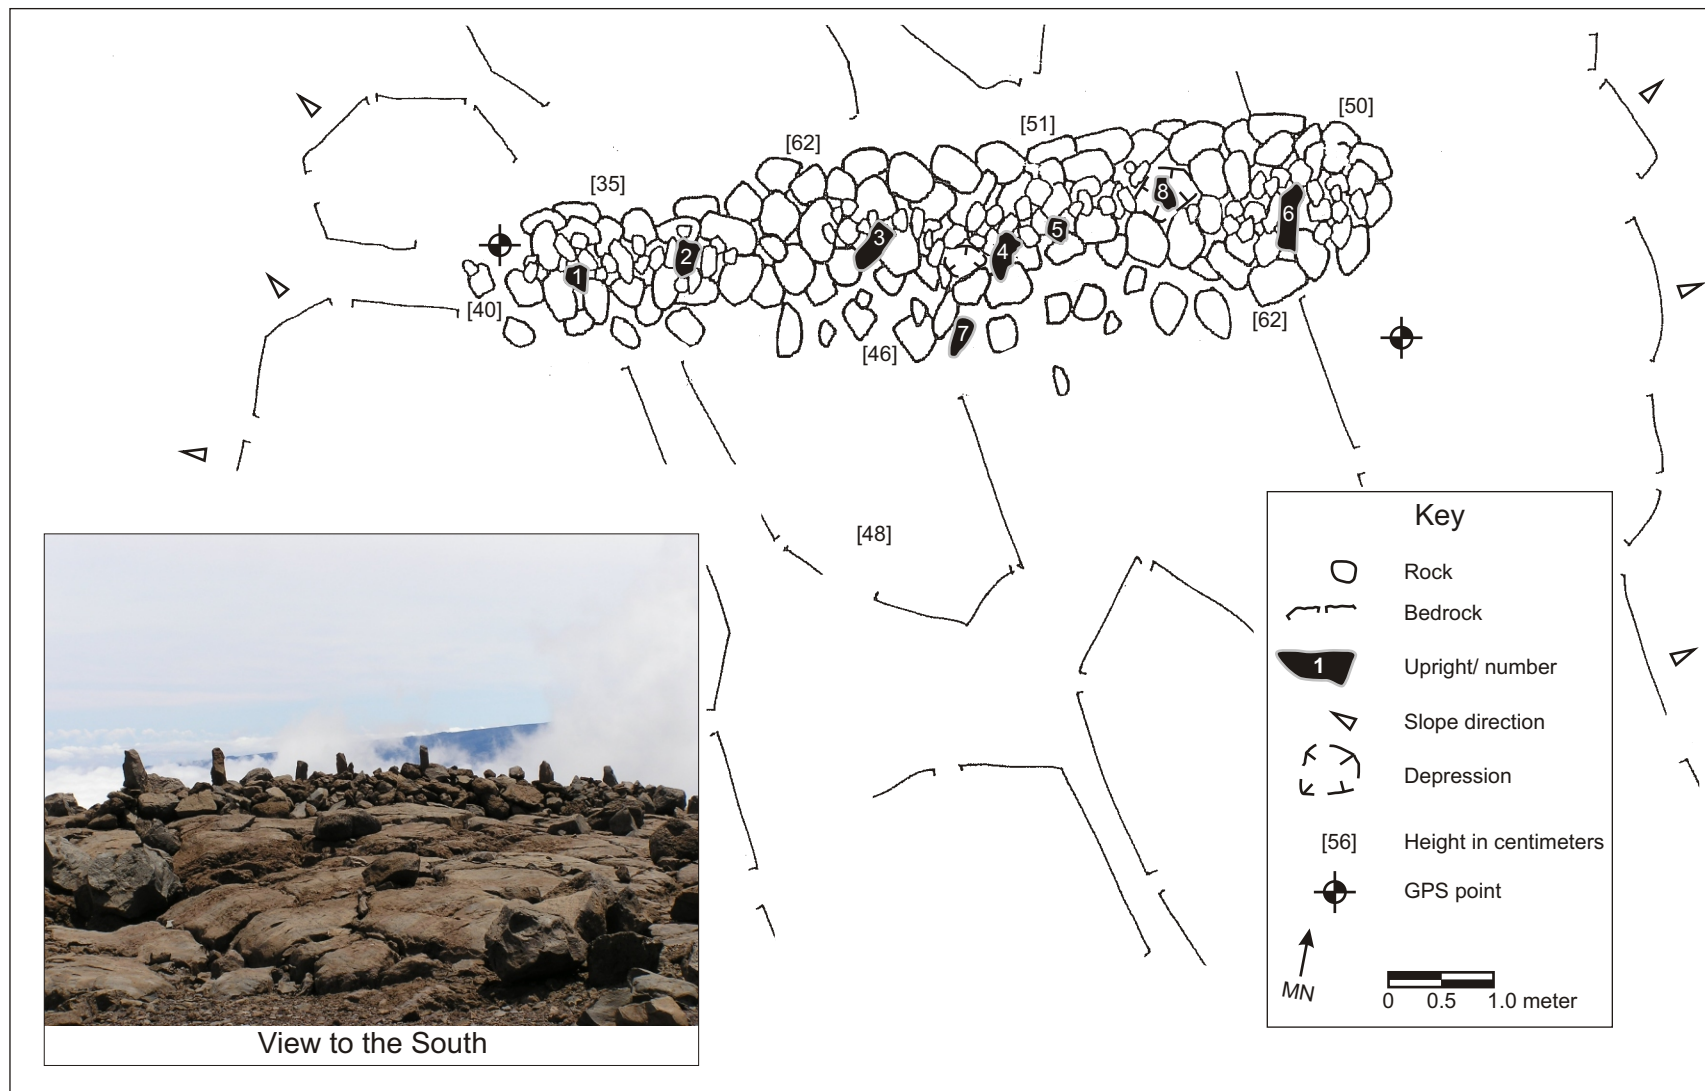 [50]
[51]
[62]
[35]
8
6
5
3
4
2
1
[40]
[62]
7
[46]
[48]
Key
Rock
Bedrock
1 Upright/ number
Slope direction
Depression
[56] Height in centimeters
GPS point
MN
0 0.5 1.0 meter
View to the South